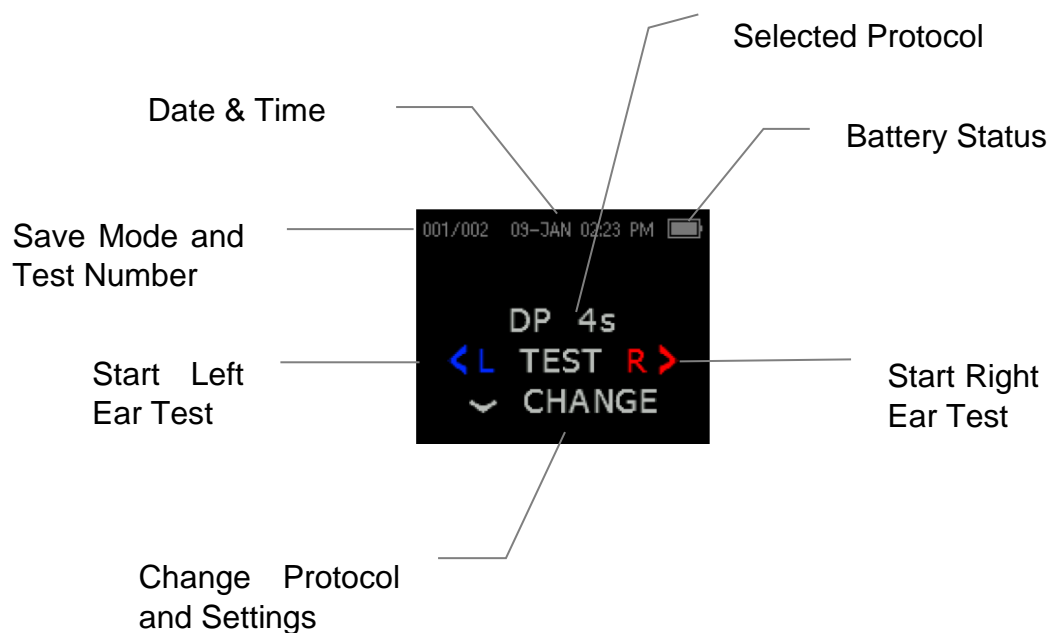 Selected Protocol
Date & Time
Battery Status
Save Mode and
Test Number
001/002 09-JAN 02:23 PM
DP 4s
< L TEST R >
CHANGE
Start Left
Ear Test
Start Right
Ear Test
Change Protocol
and Settings